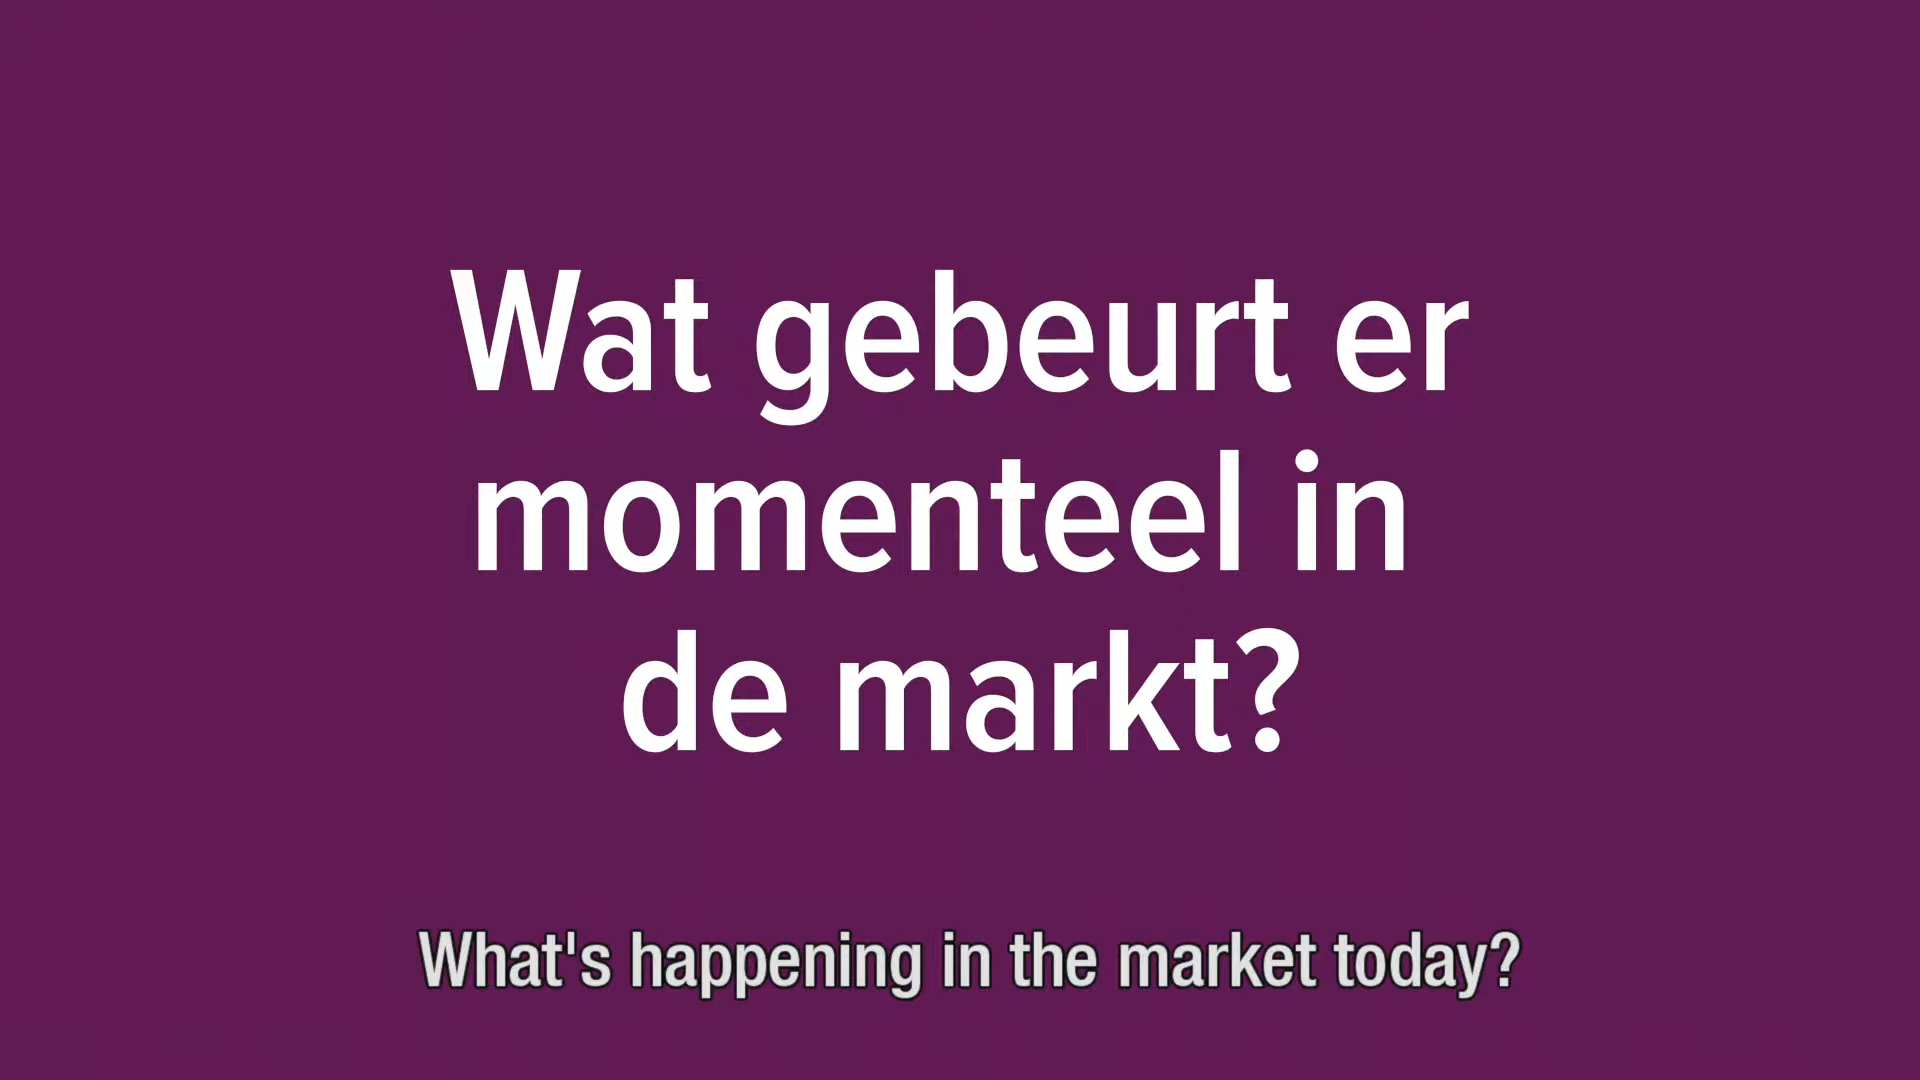 Wat gebeurt er
momenteel in
de markt?
What's happening in the market today?